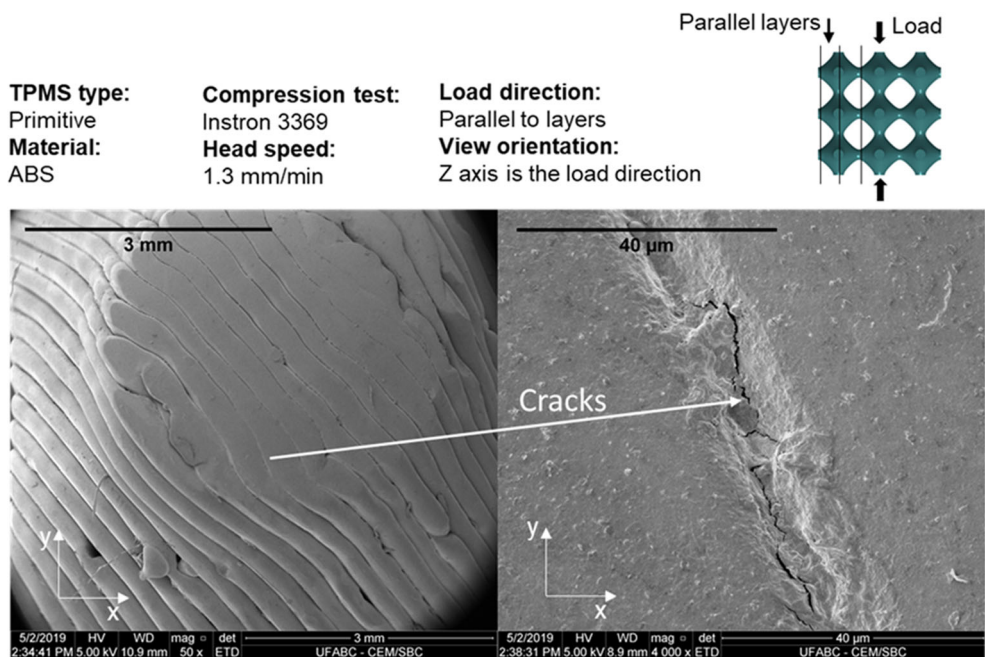 Parallel layers
Load
TPMS type:
Primitive
Material:
ABS
Compression test:
Instron 3369
Head speed:
1.3 mm/min
Load direction:
Parallel to layers
View orientation:
Z axis is the load direction
3 mm
40 µm
Cracks
y
x
y
x
5/2/2019 HV WD mag □ det 3 mm
2:34:41 PM 5.00 kV 10.9 mm 50 x ETD UFABC - CEM/SBC
5/2/2019 HV WD mag □ det 40 µm
2:38:31 PM 5.00 kV 8.9 mm 4 000 x ETD UFABC - CEM/SBC